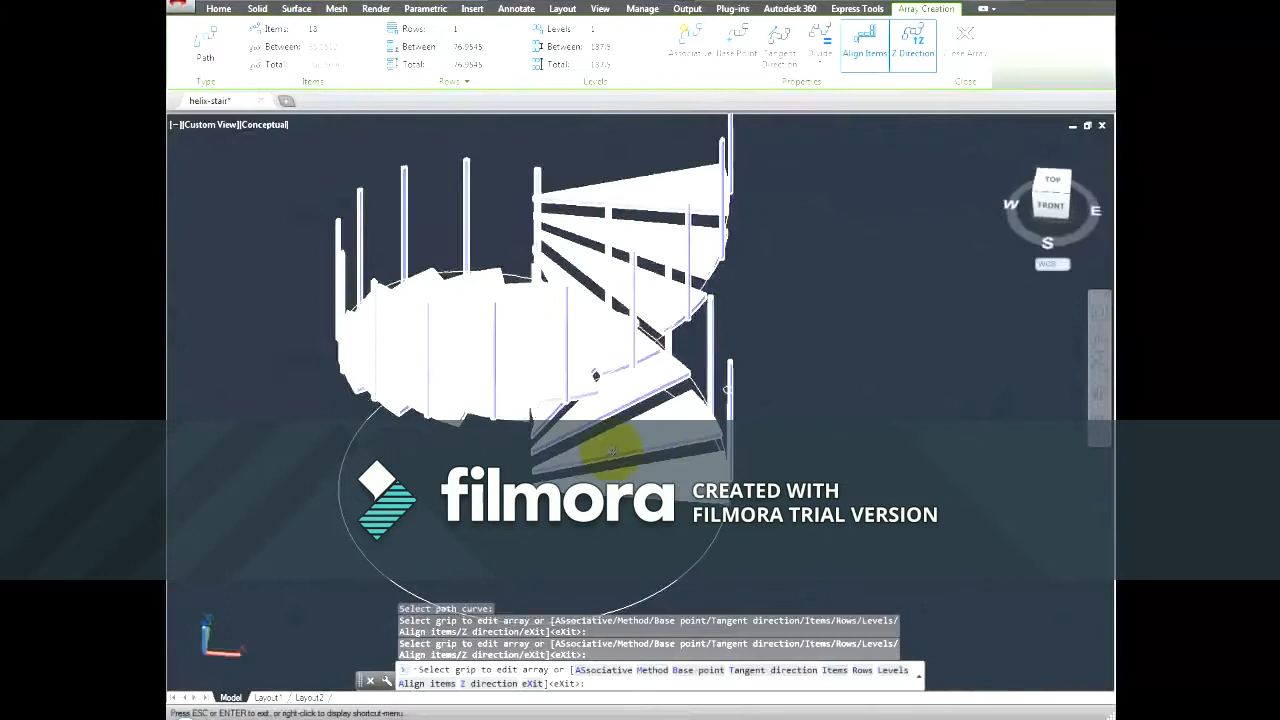 Home Solid Surface Mesh Render Parametric Insert Annotate Layout View Manage Output Plug-ins Autodesk 360 Express Tools Array Creation
Items: 13 Rows: 1 Levels 1
Path Between: Between 76.9545 Between: 137.5 Associative Base Point Tangent Direction Divide Align Items Z Direction Close Array
Total: Total: 76.9545 Total: 137.5
Type Items Rows Levels Properties Close
helix-stair*
[−][Custom View][Conceptual]
TOP
FRONT
W E
S
WCS
filmora
CREATED WITH
FILMORA TRIAL VERSION
Select path curve:
Select grip to edit array or [ASsociative/Method/Base point/Tangent direction/Items/Rows/Levels/
Align items/Z direction/eXit]<eXit>:
Select grip to edit array or [ASsociative/Method/Base point/Tangent direction/Items/Rows/Levels/
Align items/Z direction/eXit]<eXit>:
Select grip to edit array or [ASsociative Method Base point Tangent direction Items Rows Levels
Align items Z direction eXit]<eXit>:
Model Layout1 Layout2
Press ESC or ENTER to exit, or right-click to display shortcut-menu.